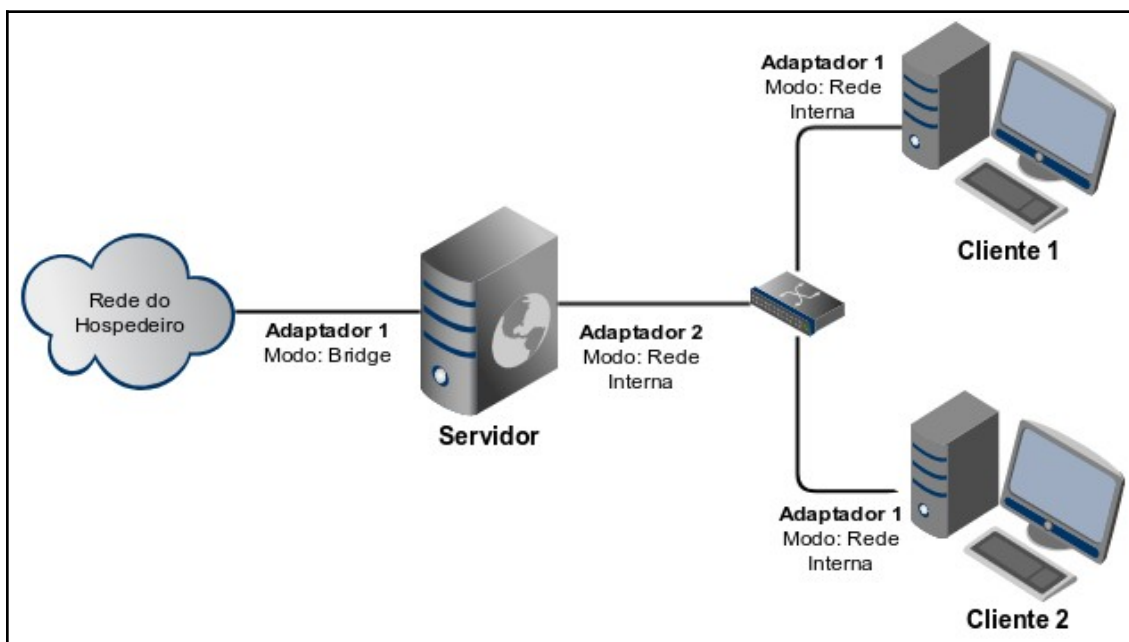 Rede do
Hospedeiro
Adaptador 1
Modo: Bridge
Servidor
Adaptador 2
Modo: Rede
Interna
Adaptador 1
Modo: Rede
Interna
Cliente 1
Adaptador 1
Modo: Rede
Interna
Cliente 2